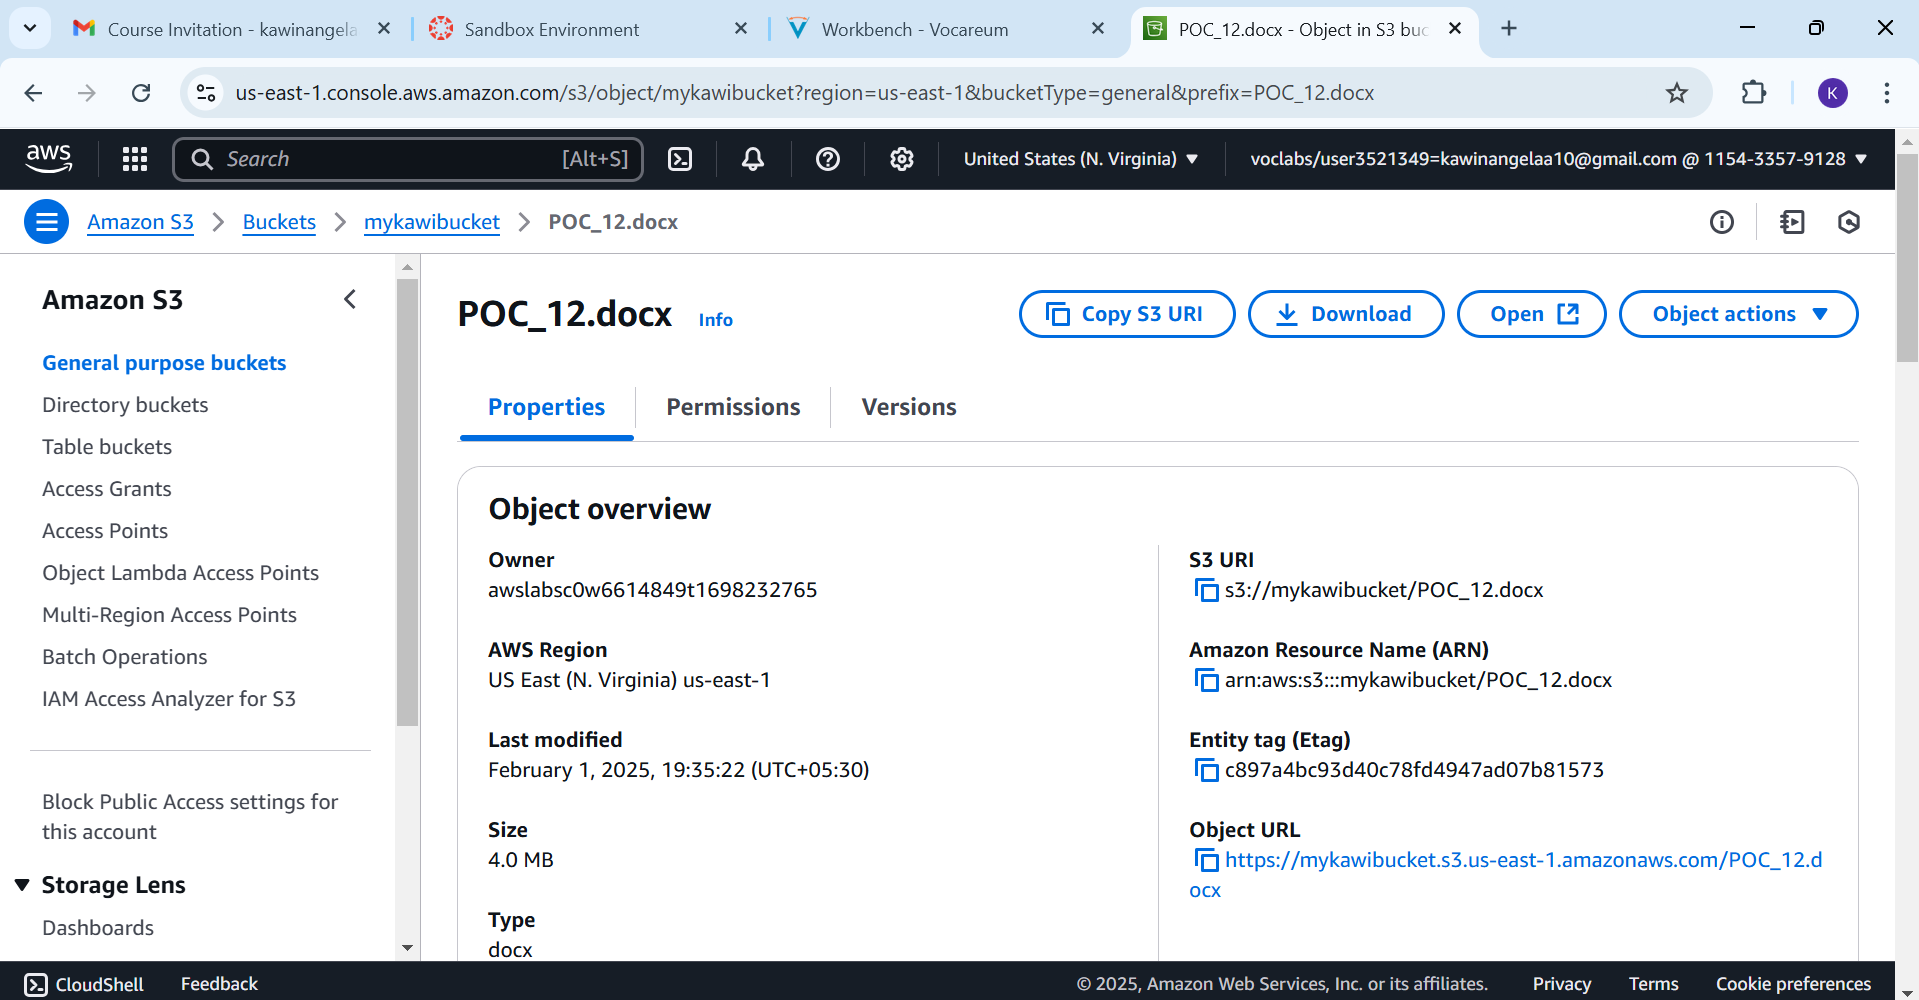 Course Invitation - kawinangela
Sandbox Environment
Workbench - Vocareum
POC_12.docx - Object in S3 buc
us-east-1.console.aws.amazon.com/s3/object/mykawibucket?region=us-east-1&bucketType=general&prefix=POC_12.docx
K
aws
Search
[Alt+S]
United States (N. Virginia)
voclabs/user3521349=kawinangelaa10@gmail.com @ 1154-3357-9128
Amazon S3
Buckets
mykawibucket
POC_12.docx
Amazon S3
General purpose buckets
Directory buckets
Table buckets
Access Grants
Access Points
Object Lambda Access Points
Multi-Region Access Points
Batch Operations
IAM Access Analyzer for S3
Block Public Access settings for
this account
Storage Lens
Dashboards
POC_12.docx
Info
Copy S3 URI
Download
Open
Object actions
Properties
Permissions
Versions
Object overview
Owner
awslabsc0w6614849t1698232765
AWS Region
US East (N. Virginia) us-east-1
Last modified
February 1, 2025, 19:35:22 (UTC+05:30)
Size
4.0 MB
Type
docx
S3 URI
s3://mykawibucket/POC_12.docx
Amazon Resource Name (ARN)
arn:aws:s3:::mykawibucket/POC_12.docx
Entity tag (Etag)
c897a4bc93d40c78fd4947ad07b81573
Object URL
https://mykawibucket.s3.us-east-1.amazonaws.com/POC_12.d
ocx
CloudShell
Feedback
© 2025, Amazon Web Services, Inc. or its affiliates.
Privacy
Terms
Cookie preferences